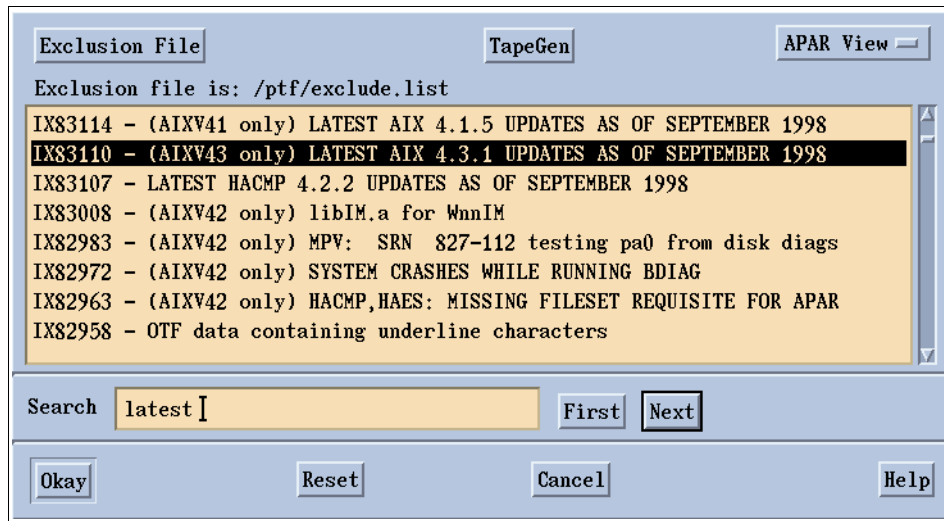 Exclusion File TapeGen APAR View
Exclusion file is: /ptf/exclude.list
IX83114 - (AIXV41 only) LATEST AIX 4.1.5 UPDATES AS OF SEPTEMBER 1998
IX83110 - (AIXV43 only) LATEST AIX 4.3.1 UPDATES AS OF SEPTEMBER 1998
IX83107 - LATEST HACMP 4.2.2 UPDATES AS OF SEPTEMBER 1998
IX83008 - (AIXV42 only) libIM.a for WnnIM
IX82983 - (AIXV42 only) MPV:  SRN  827-112 testing pa0 from disk diags
IX82972 - (AIXV42 only) SYSTEM CRASHES WHILE RUNNING BDIAG
IX82963 - (AIXV42 only) HACMP,HAES: MISSING FILESET REQUISITE FOR APAR
IX82958 - OTF data containing underline characters
Search latest First Next
Okay Reset Cancel Help